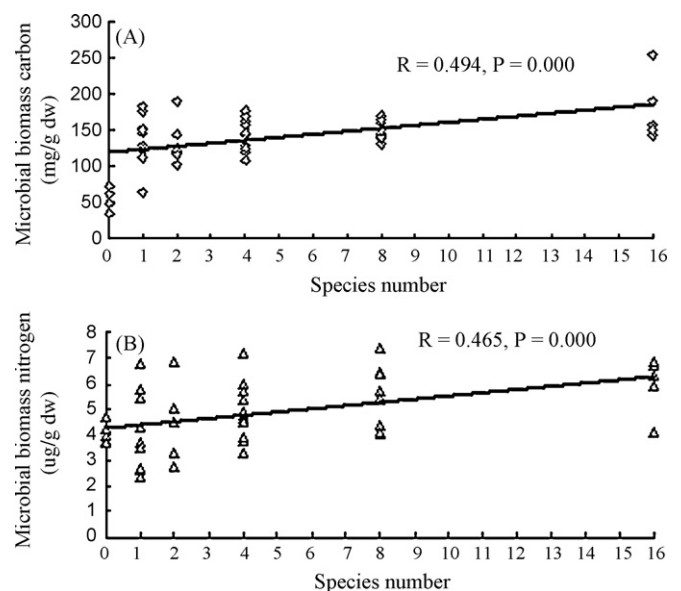 (A)
R = 0.494, P = 0.000
Microbial biomass carbon
(mg/g dw)
300
250
200
150
100
50
0
0 1 2 3 4 5 6 7 8 9 10 11 12 13 14 15 16
Species number
(B)
R = 0.465, P = 0.000
Microbial biomass nitrogen
(ug/g dw)
8
7
6
5
4
3
2
1
0
0 1 2 3 4 5 6 7 8 9 10 11 12 13 14 15 16
Species number